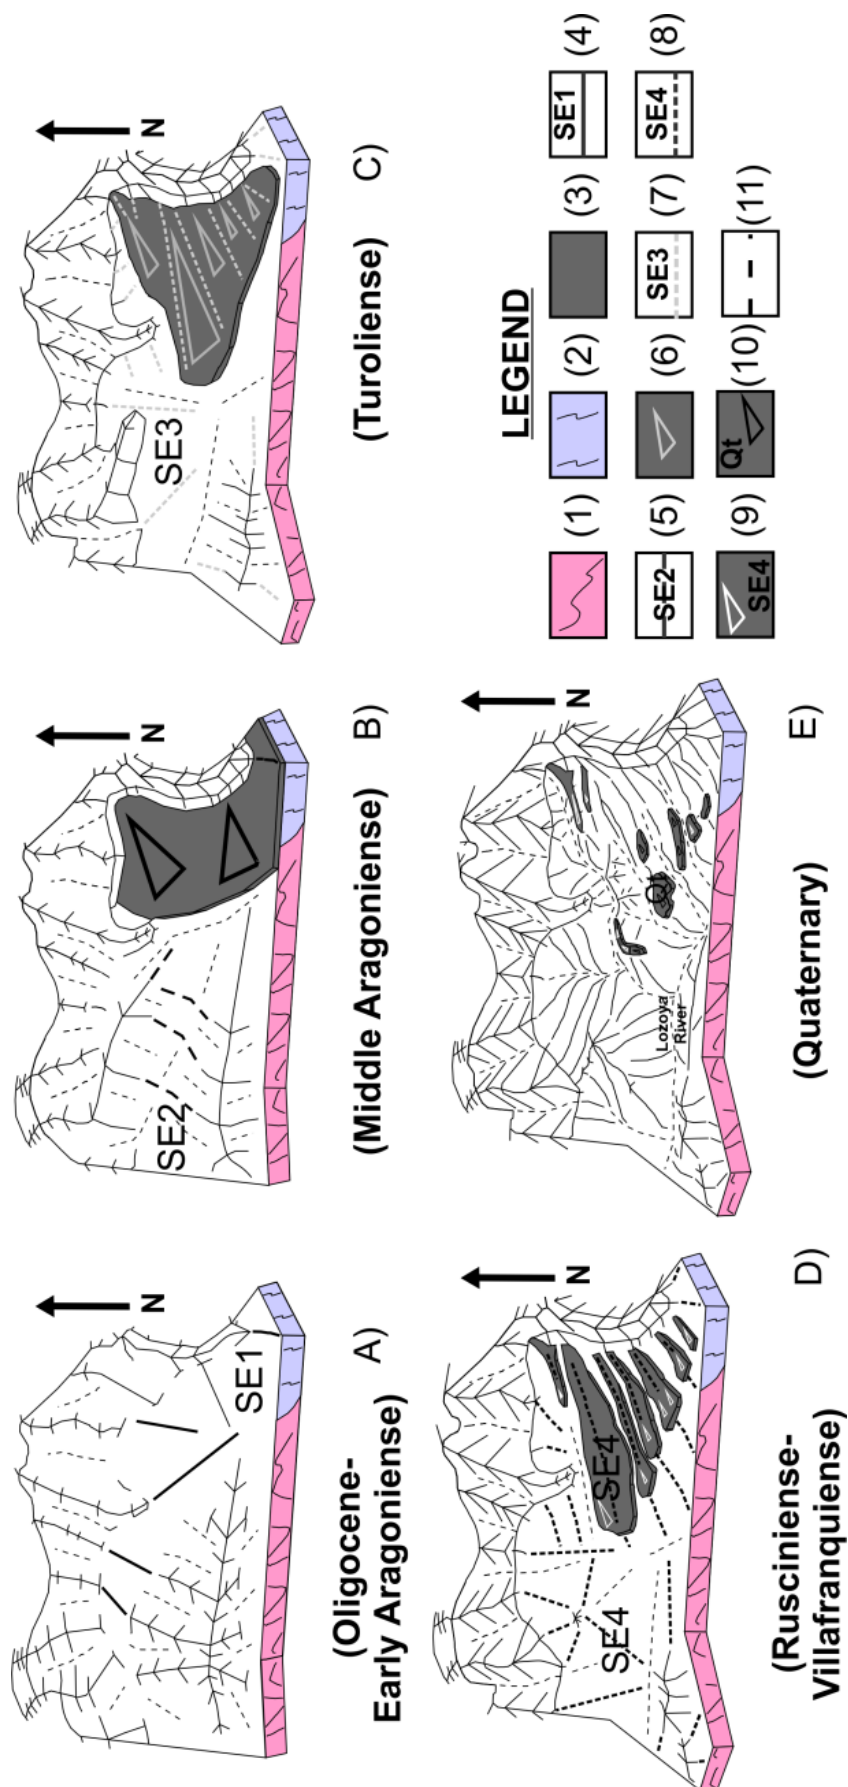 N
A)
SE1
(Oligocene-
Early Aragoniense)
N
B)
SE2
(Middle Aragoniense)
N
C)
SE3
(Turoliense)
N
D)
SE4
SE4
(Rusciniense-
Villafranquiense)
N
E)
Qt
Lozoya
River
(Quaternary)
LEGEND
(1) (2) (3) SE1 (4)
SE2 (5) (6) SE3 (7) SE4 (8)
SE4 (9) Qt (10) (11)